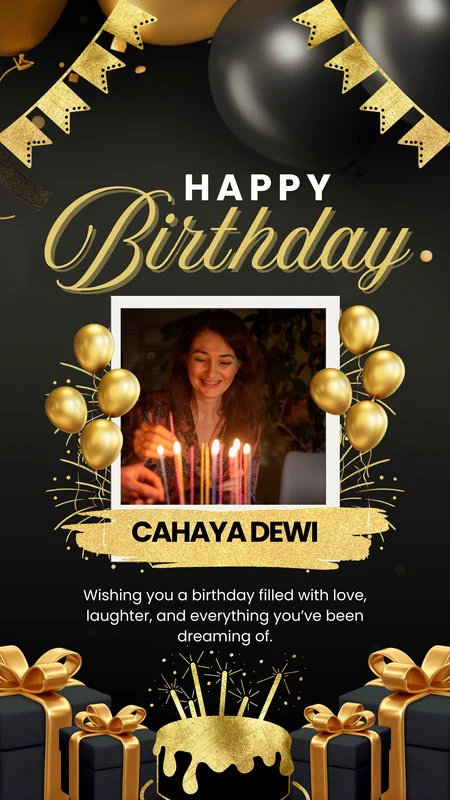 HAPPY
Birthday
CAHAYA DEWI
Wishing you a birthday filled with love,
laughter, and everything you’ve been
dreaming of.